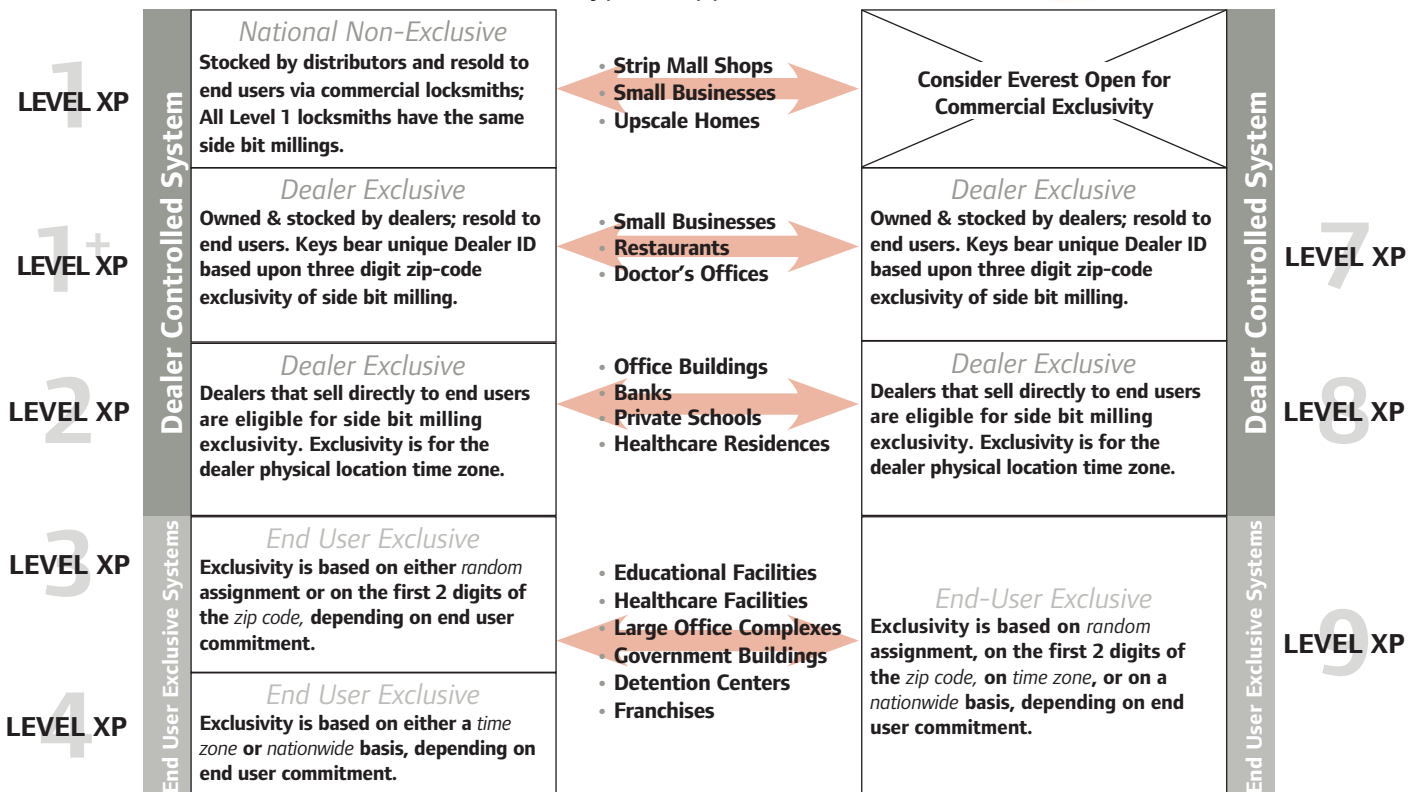 1
LEVEL XP
1+
LEVEL XP
2
LEVEL XP
3
LEVEL XP
4
LEVEL XP
Dealer Controlled System
End User Exclusive Systems
National Non-Exclusive
Stocked by distributors and resold to
end users via commercial locksmiths;
All Level 1 locksmiths have the same
side bit millings.
Dealer Exclusive
Owned & stocked by dealers; resold to
end users. Keys bear unique Dealer ID
based upon three digit zip-code
exclusivity of side bit milling.
Dealer Exclusive
Dealers that sell directly to end users
are eligible for side bit milling
exclusivity. Exclusivity is for the
dealer physical location time zone.
End User Exclusive
Exclusivity is based on either random
assignment or on the first 2 digits of
the zip code, depending on end user
commitment.
End User Exclusive
Exclusivity is based on either a time
zone or nationwide basis, depending on
end user commitment.
• Strip Mall Shops
• Small Businesses
• Upscale Homes
• Small Businesses
• Restaurants
• Doctor's Offices
• Office Buildings
• Banks
• Private Schools
• Healthcare Residences
• Educational Facilities
• Healthcare Facilities
• Large Office Complexes
• Government Buildings
• Detention Centers
• Franchises
Consider Everest Open for
Commercial Exclusivity
Dealer Exclusive
Owned & stocked by dealers; resold to
end users. Keys bear unique Dealer ID
based upon three digit zip-code
exclusivity of side bit milling.
Dealer Exclusive
Dealers that sell directly to end users
are eligible for side bit milling
exclusivity. Exclusivity is for the
dealer physical location time zone.
End-User Exclusive
Exclusivity is based on random
assignment, on the first 2 digits of
the zip code, on time zone, or on a
nationwide basis, depending on end
user commitment.
Dealer Controlled System
End User Exclusive Systems
7
LEVEL XP
8
LEVEL XP
9
LEVEL XP